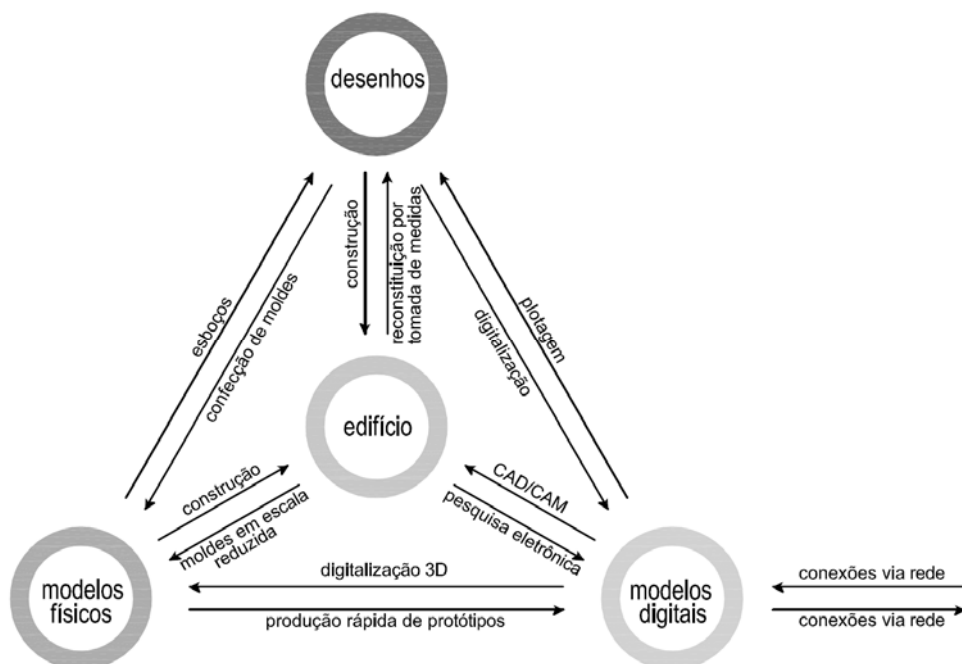 desenhos
construção
reconstituição por
tomada de medidas
esboços
confecção de moldes
digitalização
plotagem
edifício
construção
moldes em escala
reduzida
CAD/CAM
pesquisa eletrônica
modelos
físicos
digitalização 3D
produção rápida de protótipos
modelos
digitais
conexões via rede
conexões via rede